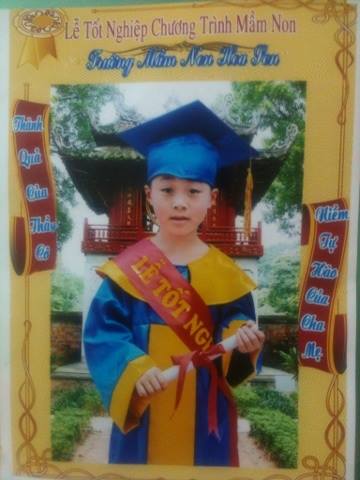 Lễ Tốt Nghiệp Chương Trình Mầm Non
Trường Mầm Non Hoa Sen
Thành
Quả
Của
Thầy
Cô
Niềm
Tự
Hào
Của
Cha
Mẹ
LỄ TỐT NGH